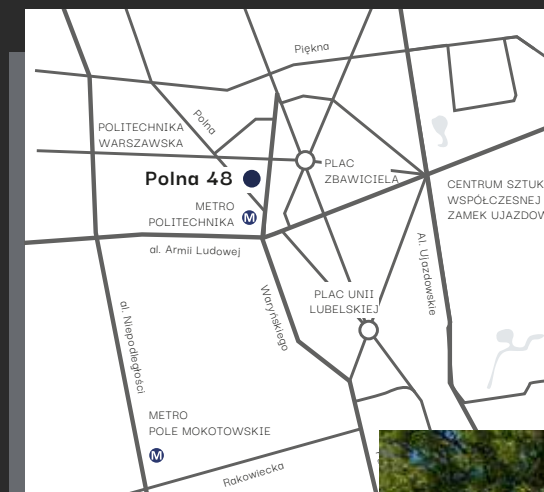 Piękna
Polna
POLITECHNIKA
WARSZAWSKA
PLAC
ZBAWICIELA
Polna 48
CENTRUM SZTUK
WSPÓŁCZESNEJ
ZAMEK UJAZDOW
METRO
POLITECHNIKA
M
al. Armii Ludowej
Al. Ujazdowskie
PLAC UNII
LUBELSKIEJ
Waryńskiego
al. Niepodległości
METRO
POLE MOKOTOWSKIE
M
Rakowiecka